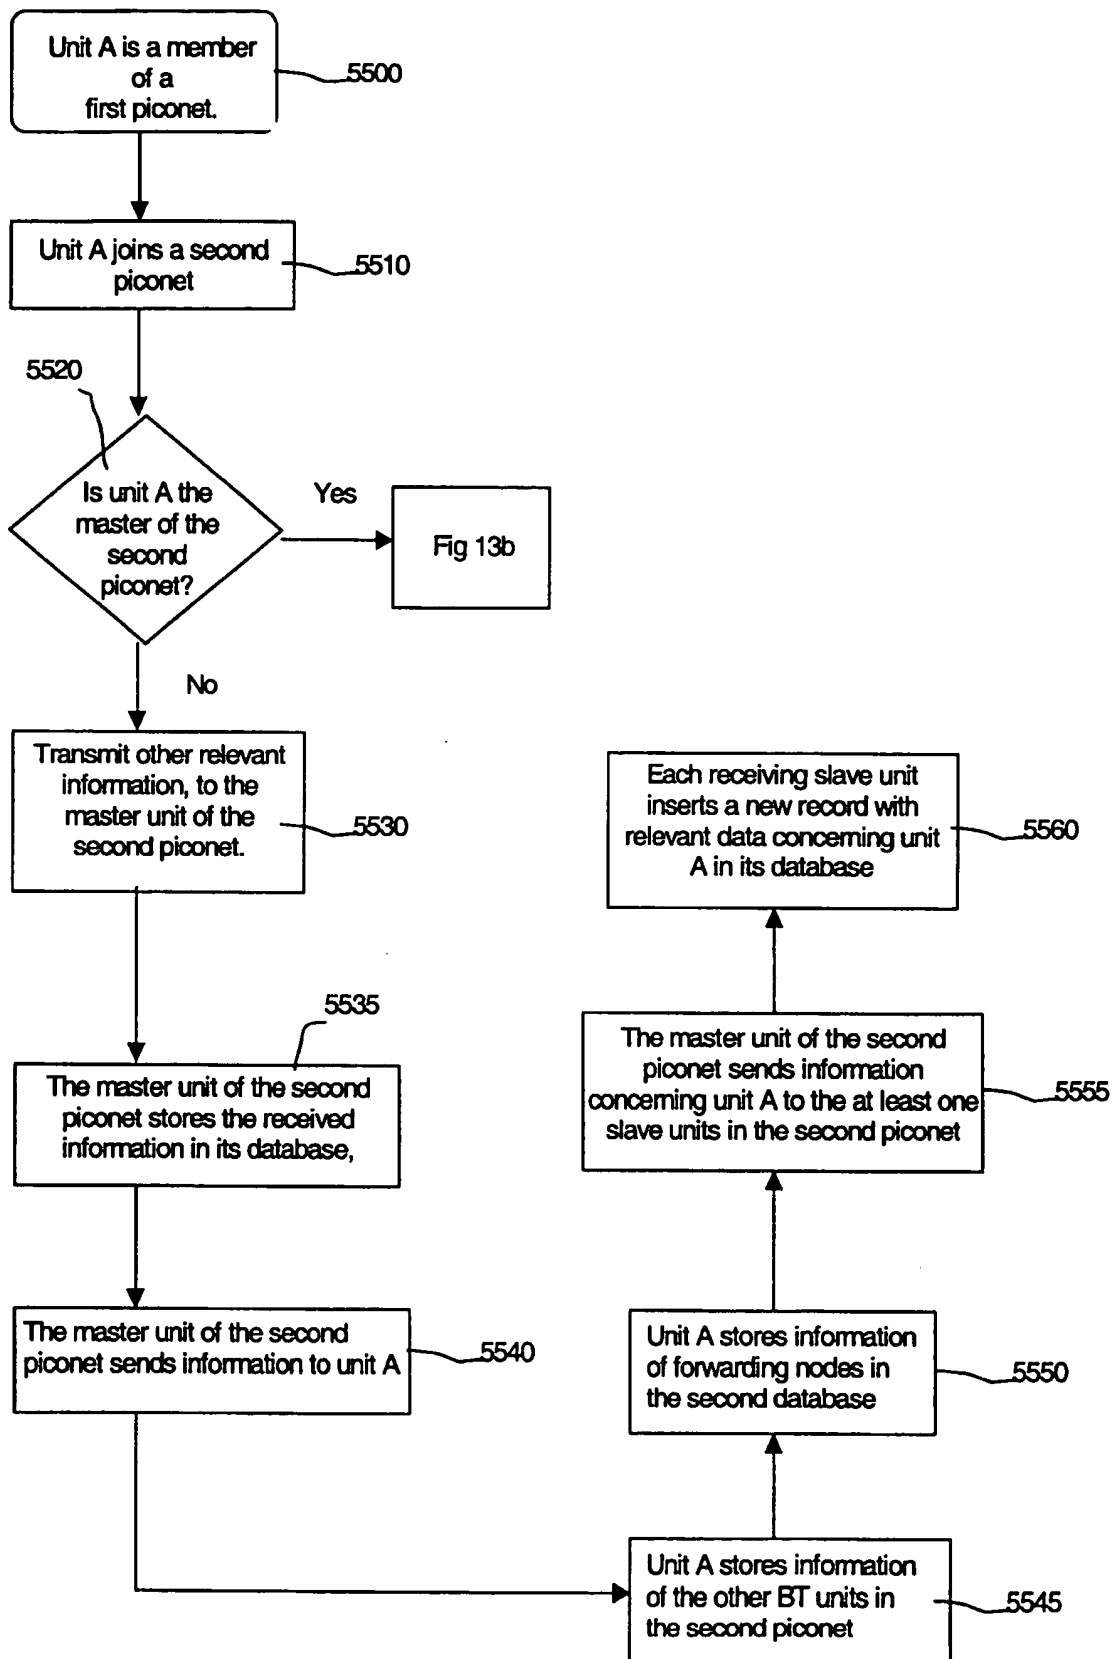 Unit A is a member
of a
first piconet.
5500
Unit A joins a second
piconet
5510
5520
Is unit A the
master of the
second
piconet?
Yes
Fig 13b
No
Transmit other relevant
information, to the
master unit of the
second piconet.
5530
5535
The master unit of the second
piconet stores the received
information in its database,
The master unit of the second
piconet sends information to unit A
5540
Unit A stores information
of the other BT units in
the second piconet
5545
Unit A stores information
of forwarding nodes in
the second database
5550
The master unit of the second
piconet sends information
concerning unit A to the at least one
slave units in the second piconet
5555
Each receiving slave unit
inserts a new record with
relevant data concerning unit
A in its database
5560